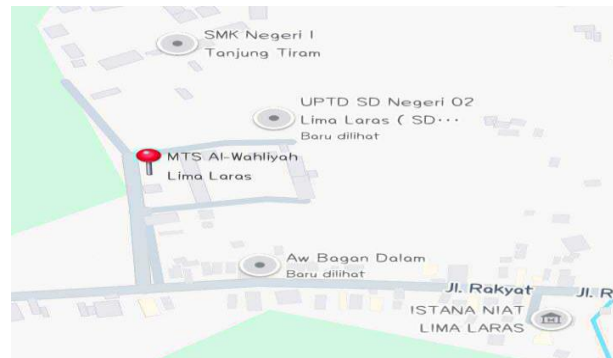 SMK Negeri 1
Tanjung Tiram
UPTD SD Negeri 02
Lima Laras ( SD...
Baru dilihat
MTS Al-Wahliyah
Lima Laras
Aw Bagan Dalam
Baru dilihat
Jl. Rakyat
Jl. R
ISTANA NIAT
LIMA LARAS